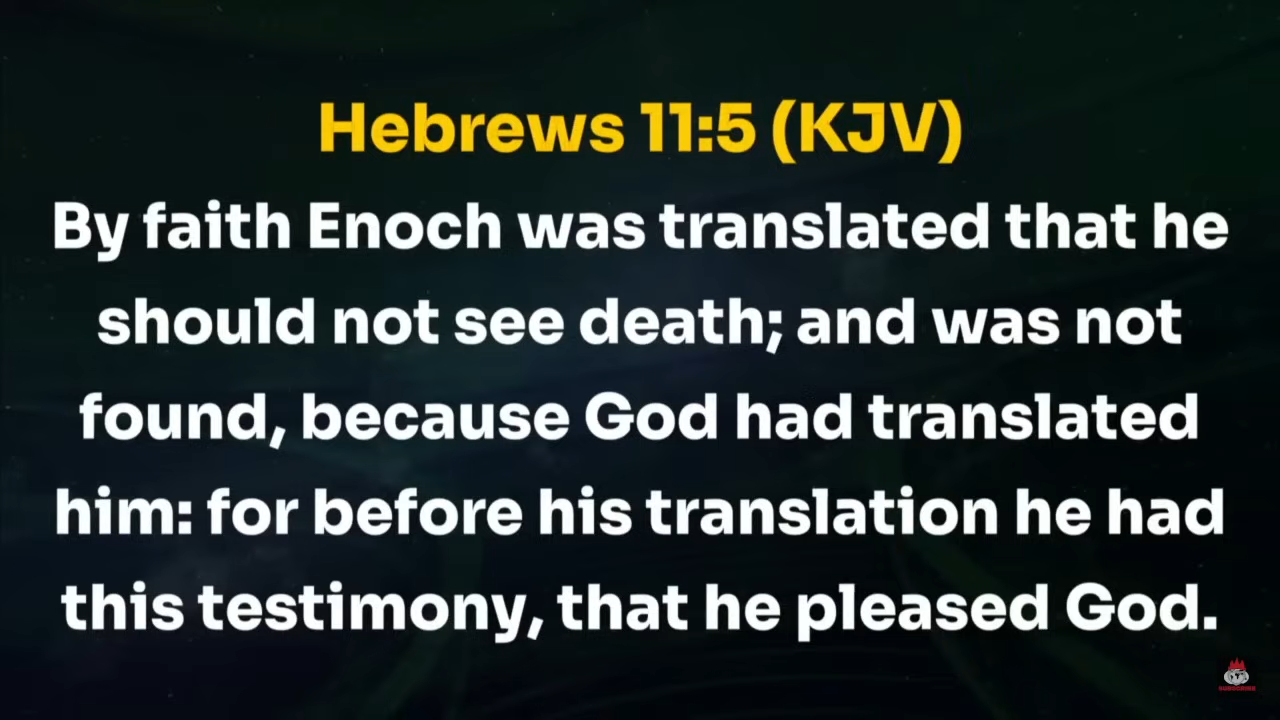 Hebrews 11:5 (KJV)
By faith Enoch was translated that he
should not see death; and was not
found, because God had translated
him: for before his translation he had
this testimony, that he pleased God.
SUBSCRIBE